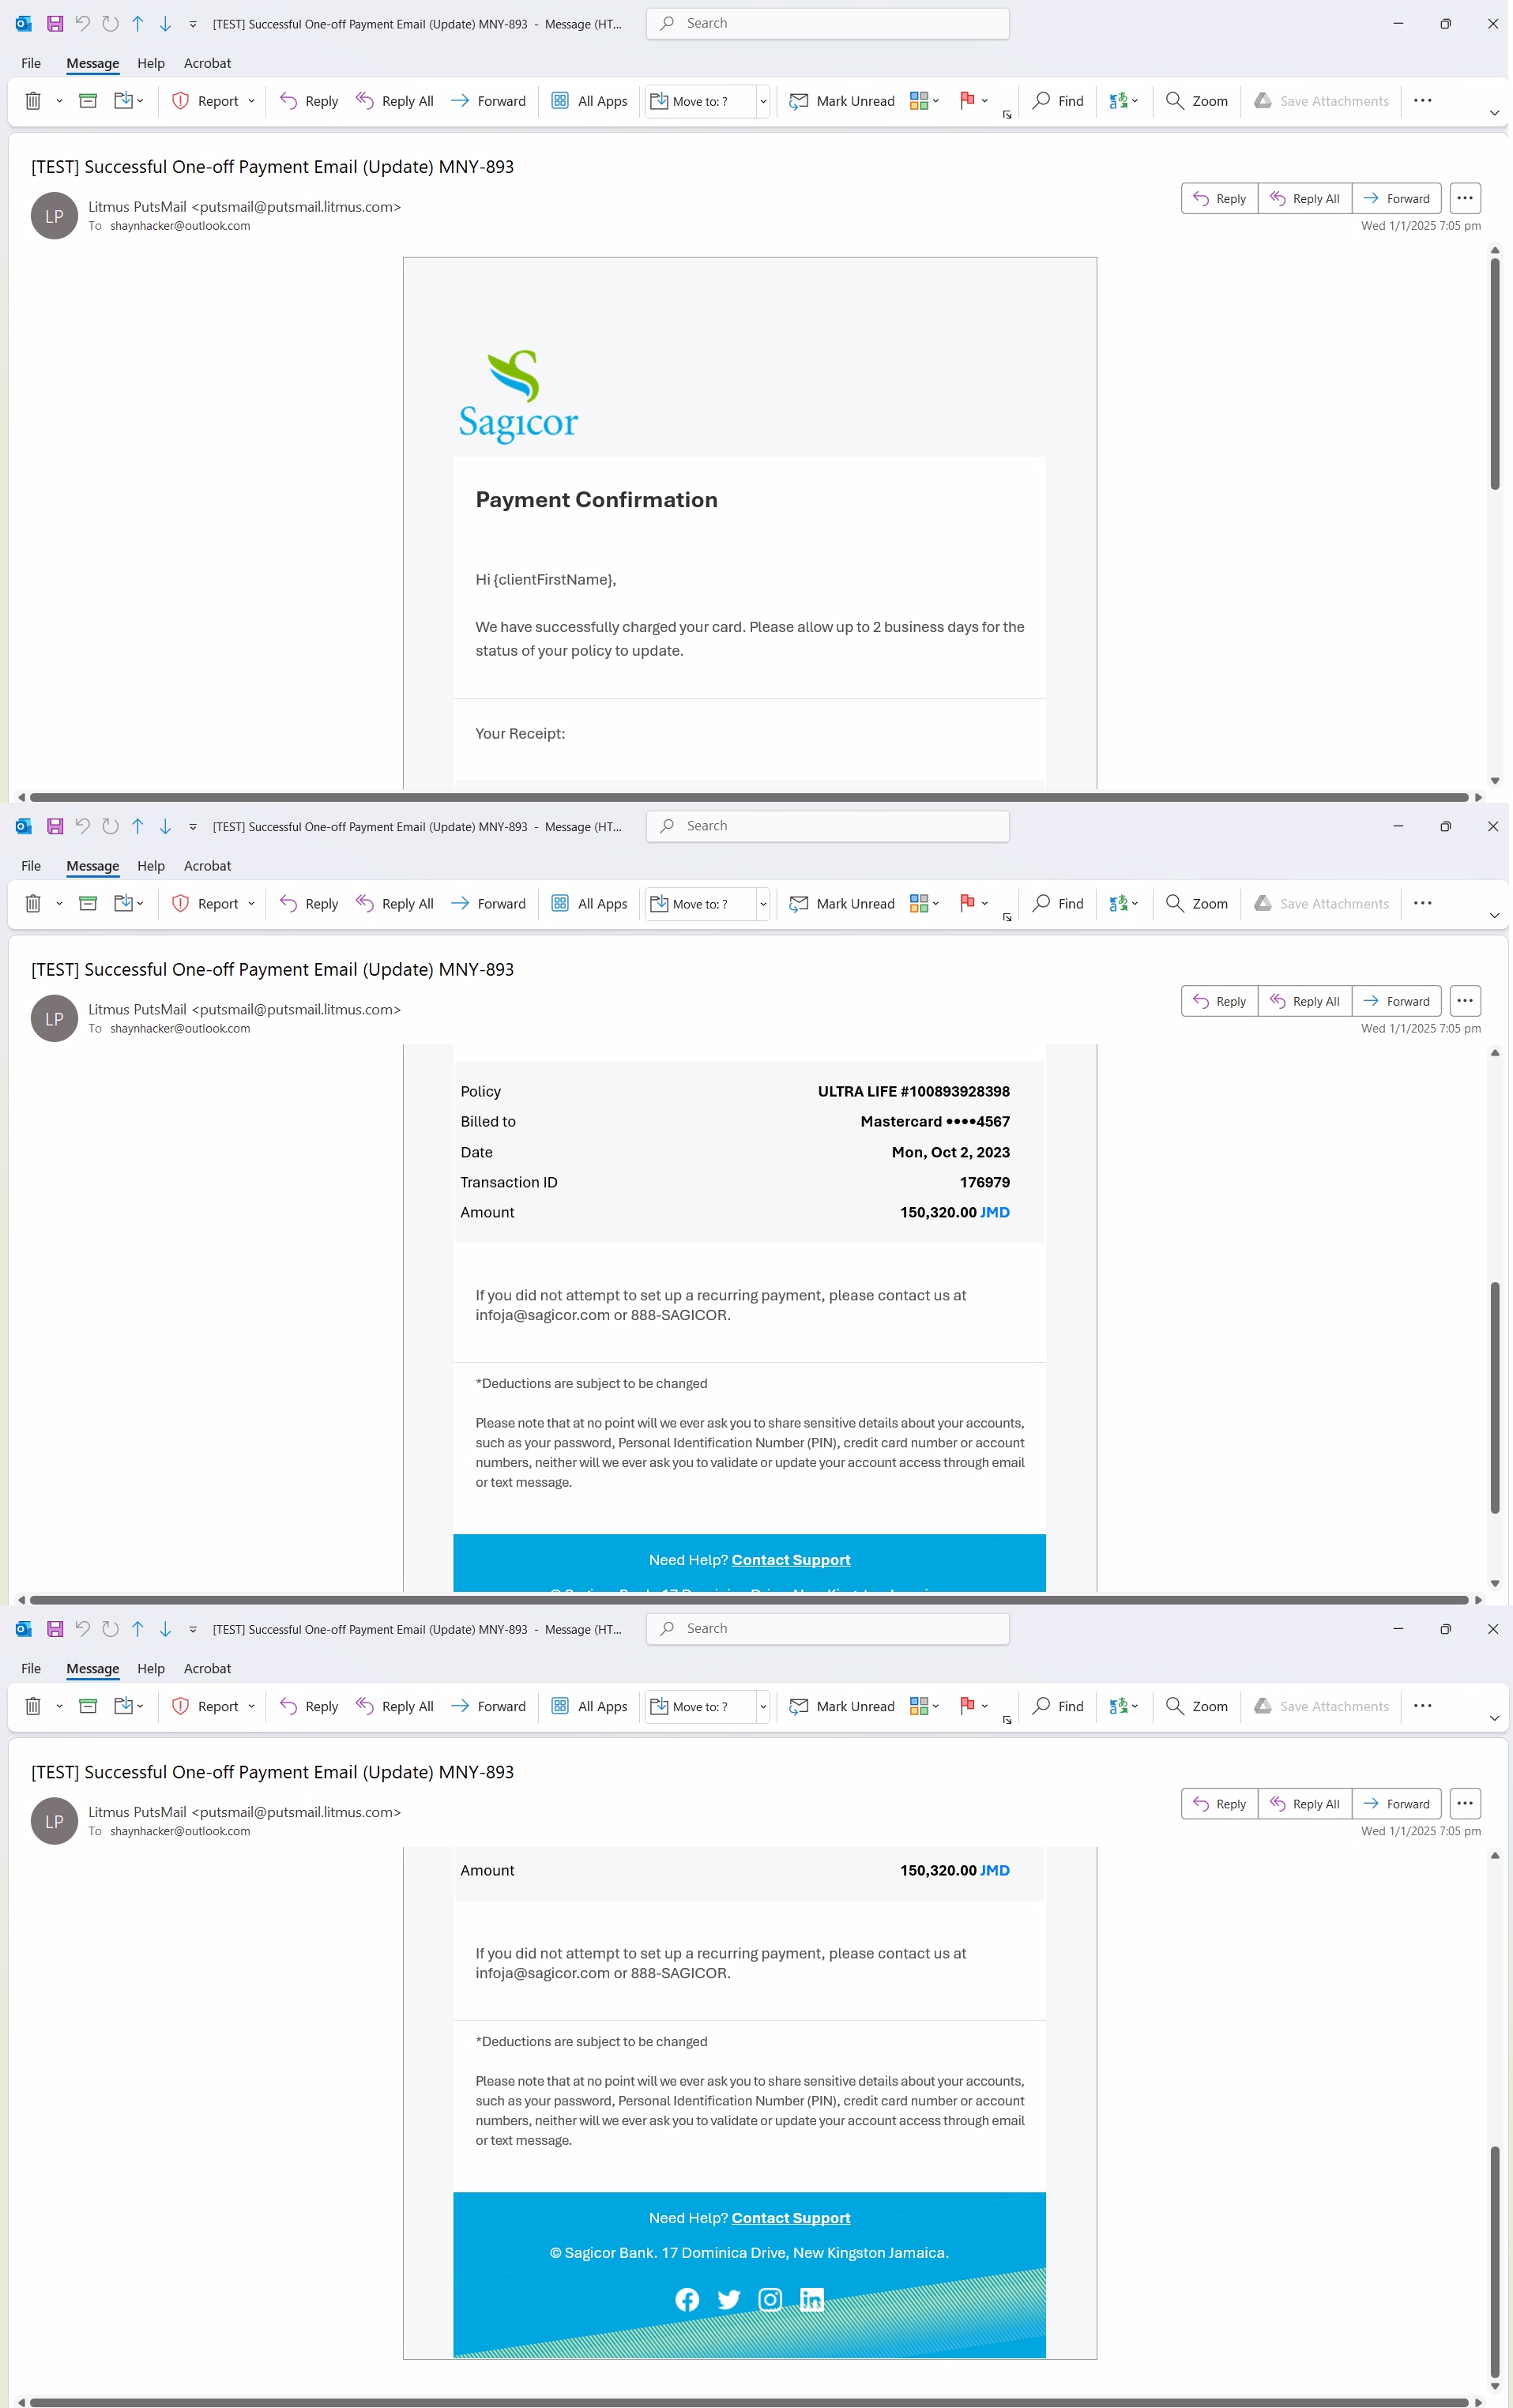 [TEST] Successful One-off Payment Email (Update) MNY-893 - Message (HT...
Search
File Message Help Acrobat
Report Reply Reply All Forward All Apps Move to: ? Mark Unread Find Zoom Save Attachments
[TEST] Successful One-off Payment Email (Update) MNY-893
LP
Litmus PutsMail <putsmail@putsmail.litmus.com>
To shaynhacker@outlook.com
Reply Reply All Forward
Wed 1/1/2025 7:05 pm
Sagicor
Payment Confirmation
Hi {clientFirstName},
We have successfully charged your card. Please allow up to 2 business days for the
status of your policy to update.
Your Receipt:
[TEST] Successful One-off Payment Email (Update) MNY-893 - Message (HT...
Search
File Message Help Acrobat
Report Reply Reply All Forward All Apps Move to: ? Mark Unread Find Zoom Save Attachments
[TEST] Successful One-off Payment Email (Update) MNY-893
LP
Litmus PutsMail <putsmail@putsmail.litmus.com>
To shaynhacker@outlook.com
Reply Reply All Forward
Wed 1/1/2025 7:05 pm
Policy ULTRA LIFE #100893928398
Billed to Mastercard ••••4567
Date Mon, Oct 2, 2023
Transaction ID 176979
Amount 150,320.00 JMD
If you did not attempt to set up a recurring payment, please contact us at
infoja@sagicor.com or 888-SAGICOR.
*Deductions are subject to be changed
Please note that at no point will we ever ask you to share sensitive details about your accounts,
such as your password, Personal Identification Number (PIN), credit card number or account
numbers, neither will we ever ask you to validate or update your account access through email
or text message.
Need Help? Contact Support
[TEST] Successful One-off Payment Email (Update) MNY-893 - Message (HT...
Search
File Message Help Acrobat
Report Reply Reply All Forward All Apps Move to: ? Mark Unread Find Zoom Save Attachments
[TEST] Successful One-off Payment Email (Update) MNY-893
LP
Litmus PutsMail <putsmail@putsmail.litmus.com>
To shaynhacker@outlook.com
Reply Reply All Forward
Wed 1/1/2025 7:05 pm
Amount 150,320.00 JMD
If you did not attempt to set up a recurring payment, please contact us at
infoja@sagicor.com or 888-SAGICOR.
*Deductions are subject to be changed
Please note that at no point will we ever ask you to share sensitive details about your accounts,
such as your password, Personal Identification Number (PIN), credit card number or account
numbers, neither will we ever ask you to validate or update your account access through email
or text message.
Need Help? Contact Support
© Sagicor Bank. 17 Dominica Drive, New Kingston Jamaica.